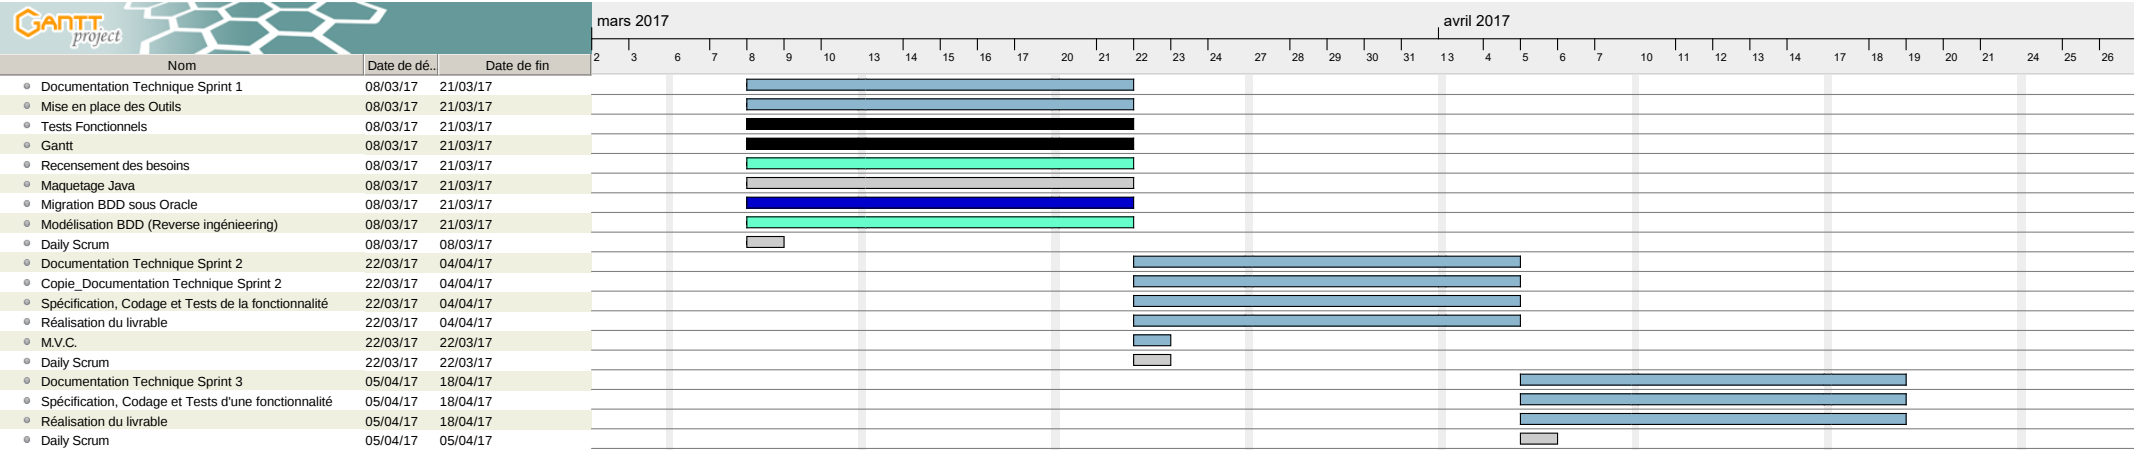 GANTT
project
mars 2017 avril 2017
2 3 6 7 8 9 10 13 14 15 16 17 20 21 22 23 24 27 28 29 30 31 1 3 4 5 6 7 10 11 12 13 14 17 18 19 20 21 24 25 26
Nom Date de dé.. Date de fin
Documentation Technique Sprint 1 08/03/17 21/03/17
Mise en place des Outils 08/03/17 21/03/17
Tests Fonctionnels 08/03/17 21/03/17
Gantt 08/03/17 21/03/17
Recensement des besoins 08/03/17 21/03/17
Maquetage Java 08/03/17 21/03/17
Migration BDD sous Oracle 08/03/17 21/03/17
Modélisation BDD (Reverse ingénieering) 08/03/17 21/03/17
Daily Scrum 08/03/17 08/03/17
Documentation Technique Sprint 2 22/03/17 04/04/17
Copie_Documentation Technique Sprint 2 22/03/17 04/04/17
Spécification, Codage et Tests de la fonctionnalité 22/03/17 04/04/17
Réalisation du livrable 22/03/17 04/04/17
M.V.C. 22/03/17 22/03/17
Daily Scrum 22/03/17 22/03/17
Documentation Technique Sprint 3 05/04/17 18/04/17
Spécification, Codage et Tests d'une fonctionnalité 05/04/17 18/04/17
Réalisation du livrable 05/04/17 18/04/17
Daily Scrum 05/04/17 05/04/17